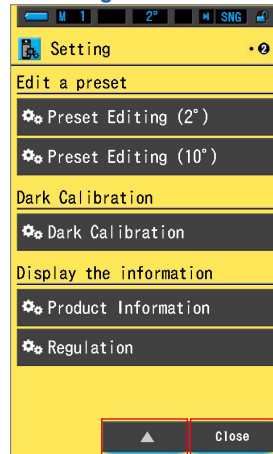 M 1 2° SNG
Setting ·❷
Edit a preset
Preset Editing (2°)
Preset Editing (10°)
Dark Calibration
Dark Calibration
Display the information
Product Information
Regulation
▲ Close